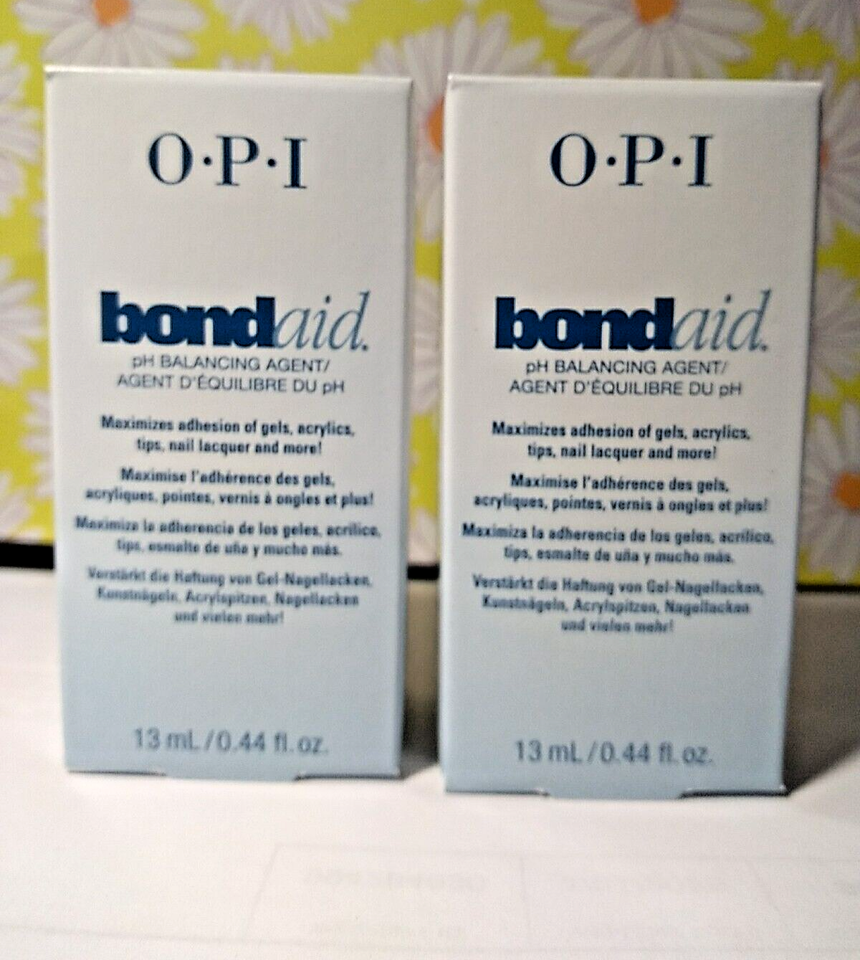 O·P·I
bondaid.
pH BALANCING AGENT/
AGENT D'ÉQUILIBRE DU pH
Maximizes adhesion of gels, acrylics,
tips, nail lacquer and more!
Maximise l'adhérence des gels,
acryliques, pointes, vernis à ongles et plus!
Maximiza la adherencia de los geles, acrílico,
tips, esmalte de uña y mucho más.
Verstärkt die Haftung von Gel-Nagellacken,
Kunstnägeln, Acrylspitzen, Nagellacken
und vielen mehr!
13 mL/0.44 fl. oz.
O·P·I
bondaid.
pH BALANCING AGENT/
AGENT D'ÉQUILIBRE DU pH
Maximizes adhesion of gels, acrylics,
tips, nail lacquer and more!
Maximise l'adhérence des gels,
acryliques, pointes, vernis à ongles et plus!
Maximiza la adherencia de los geles, acrílico,
tips, esmalte de uña y mucho más.
Verstärkt die Haftung von Gel-Nagellacken,
Kunstnägeln, Acrylspitzen, Nagellacken
und vielen mehr!
13 mL/0.44 fl. oz.